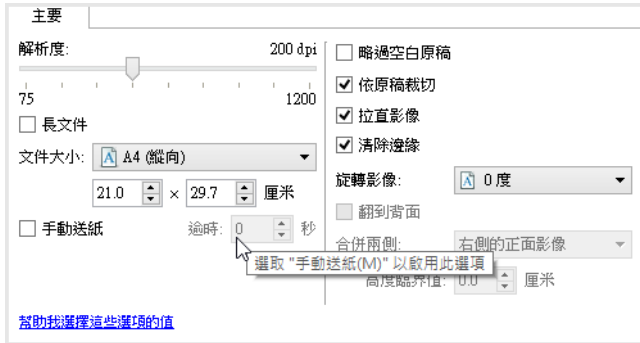 主要
解析度: 200 dpi
75 1200
長文件
文件大小: A4 (縱向)
21.0 × 29.7 厘米
手動送紙 逾時: 0 秒
略過空白原稿
依原稿裁切
拉直影像
清除邊緣
旋轉影像: 0 度
翻到背面
合併兩側: 右側的正面影像
選取 "手動送紙(M)" 以啟用此選項
高度臨界值: 0.0 厘米
幫助我選擇這些選項的值